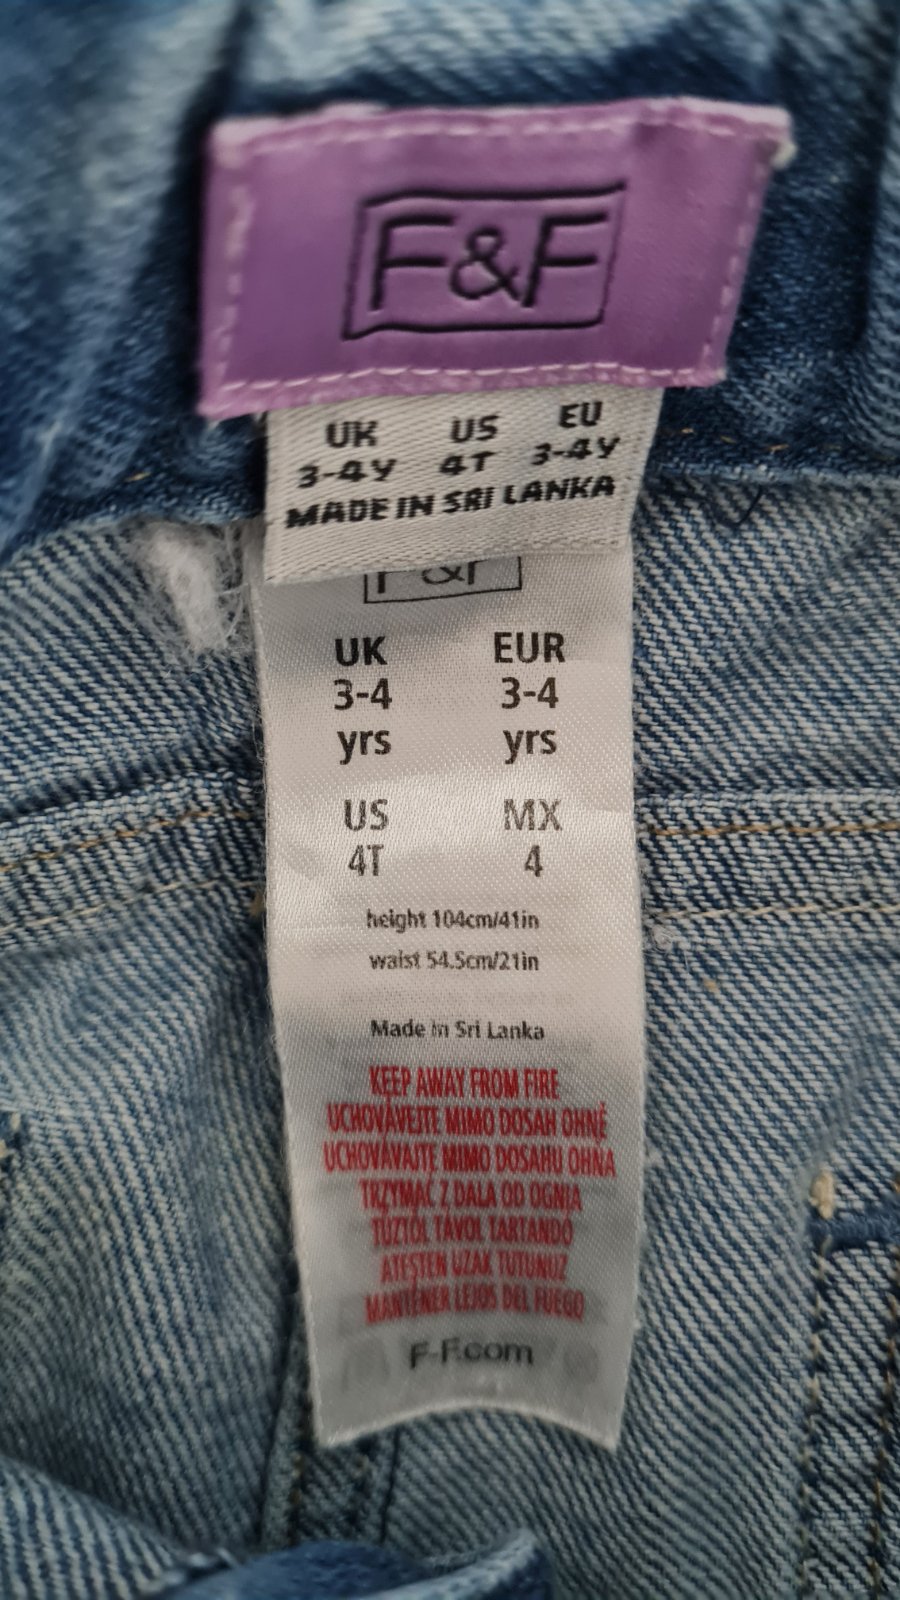 F&F
UK US EU
3-4Y 4T 3-4Y
MADE IN SRI LANKA
F&F
UK EUR
3-4 3-4
yrs yrs
US MX
4T 4
height 104cm/41in
waist 54.5cm/21in
Made in Sri Lanka
KEEP AWAY FROM FIRE
UCHOVÁVEJTE MIMO DOSAH OHNĚ
UCHOVÁVAJTE MIMO DOSAHU OHŇA
TRZYMAĆ Z DALA OD OGNIA
TŰZTŐL TÁVOL TARTANDÓ
ATEŞTEN UZAK TUTUNUZ
MANTENER LEJOS DEL FUEGO
F-F.com